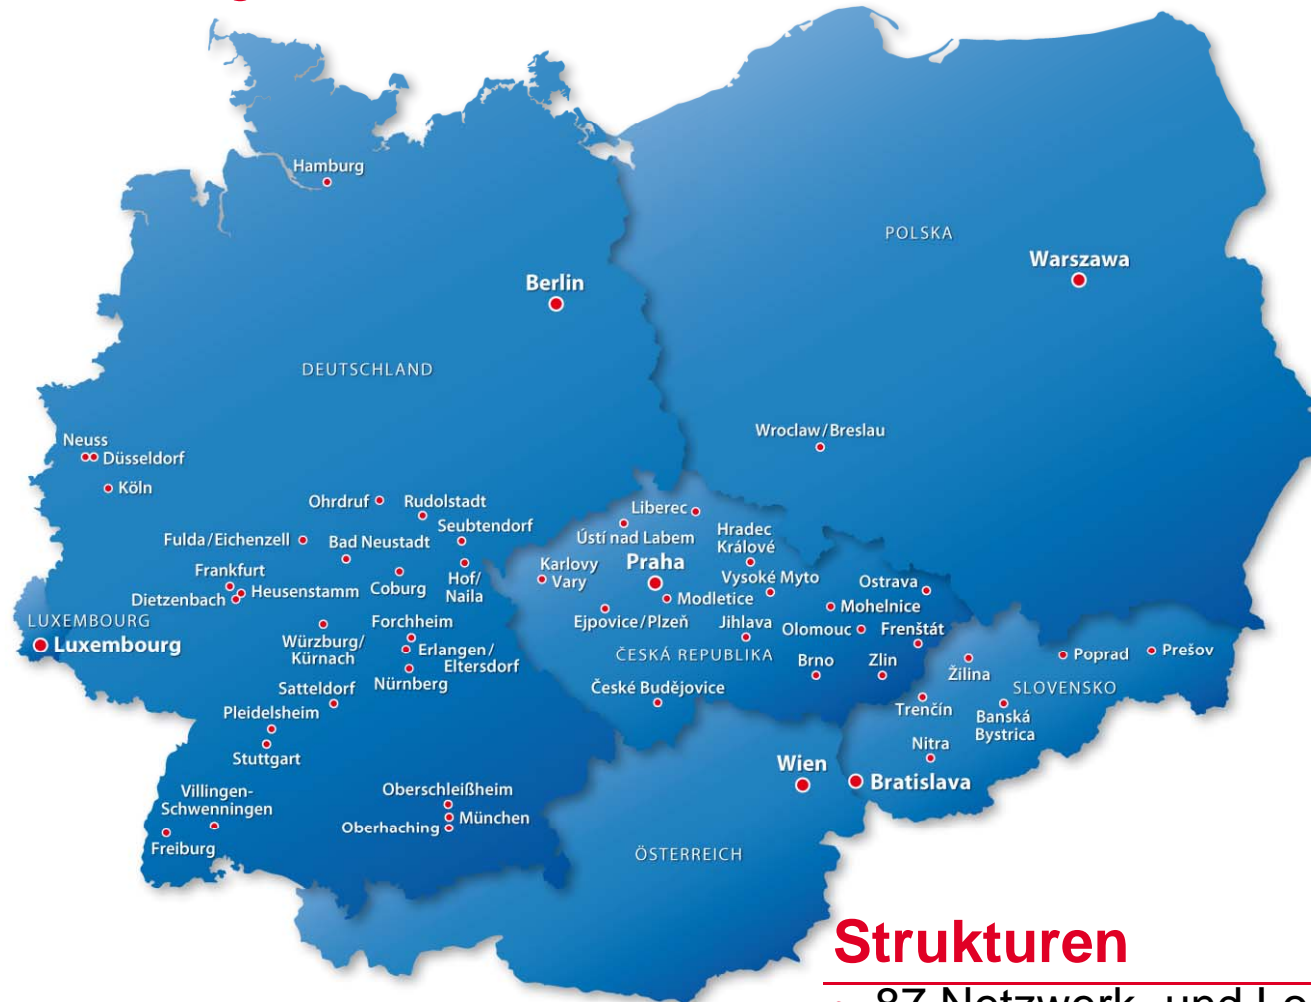 Hamburg
POLSKA
Warszawa
Berlin
DEUTSCHLAND
Wroclaw/Breslau
Neuss
Düsseldorf
Köln
Ohrdruf
Rudolstadt
Seubtendorf
Fulda/Eichenzell
Bad Neustadt
Frankfurt
Heusenstamm
Dietzenbach
Coburg
Hof/
Naila
LUXEMBOURG
Luxembourg
Würzburg/
Kürnach
Forchheim
Erlangen/
Eltersdorf
Nürnberg
Satteldorf
Pleidelsheim
Stuttgart
Villingen-
Schwenningen
Freiburg
Oberschleißheim
München
Oberhaching
Liberec
Ústí nad Labem
Hradec
Králové
Karlovy
Vary
Praha
Vysoké Myto
Ostrava
Modletice
Mohelnice
Ejpovice/Plzeň
Jihlava
Olomouc
Frenštát
ČESKÁ REPUBLIKA
Brno
Zlin
České Budějovice
Žilina
Poprad
Prešov
SLOVENSKO
Trenčín
Banská
Bystrica
Nitra
Wien
Bratislava
ÖSTERREICH
Strukturen
87 Netzwerk- und